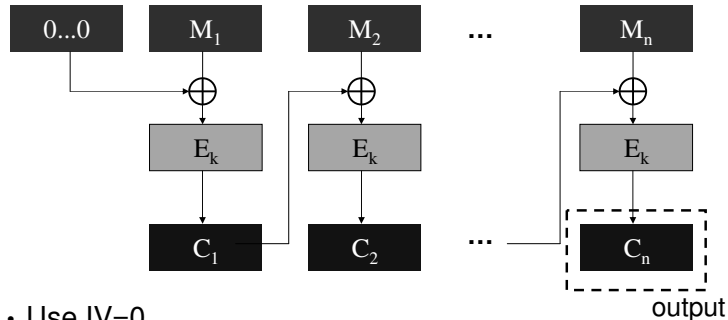 0...0 M1 M2 ... Mn
Ek Ek Ek
C1 C2 ... Cn
output
• Use IV=0